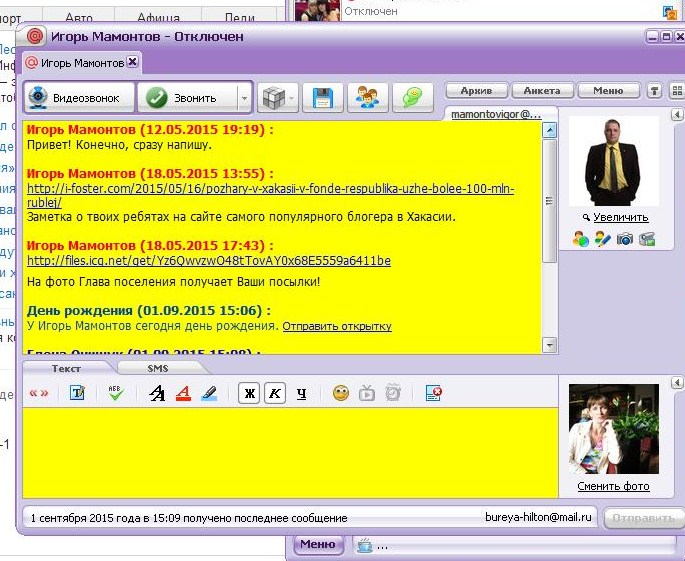 порт
Авто
Афиша
Леди
Отключен
Игорь Мамонтов - Отключен
Игорь Мамонтов
Видеозвонок
Звонить
Архив
Анкета
Меню
mamontovigor@...
Игорь Мамонтов (12.05.2015 19:19) :
Привет! Конечно, сразу напишу.
Игорь Мамонтов (18.05.2015 13:55) :
http://i-foster.com/2015/05/16/pozhary-v-xakasii-v-fonde-respublika-uzhe-bolee-100-mln-
rublej/
Заметка о твоих ребятах на сайте самого популярного блогера в Хакасии.
Игорь Мамонтов (18.05.2015 17:43) :
http://files.icq.net/get/Yz6QwvzwO48tTovAY0x68E5559a6411be
На фото Глава поселения получает Ваши посылки!
День рождения (01.09.2015 15:06) :
У Игорь Мамонтов сегодня день рождения. Отправить открытку
Увеличить
Текст
SMS
АБВ
Ж К Ч
Сменить фото
1 сентября 2015 года в 15:09 получено последнее сообщение
bureya-hilton@mail.ru
Отправить
Меню
...